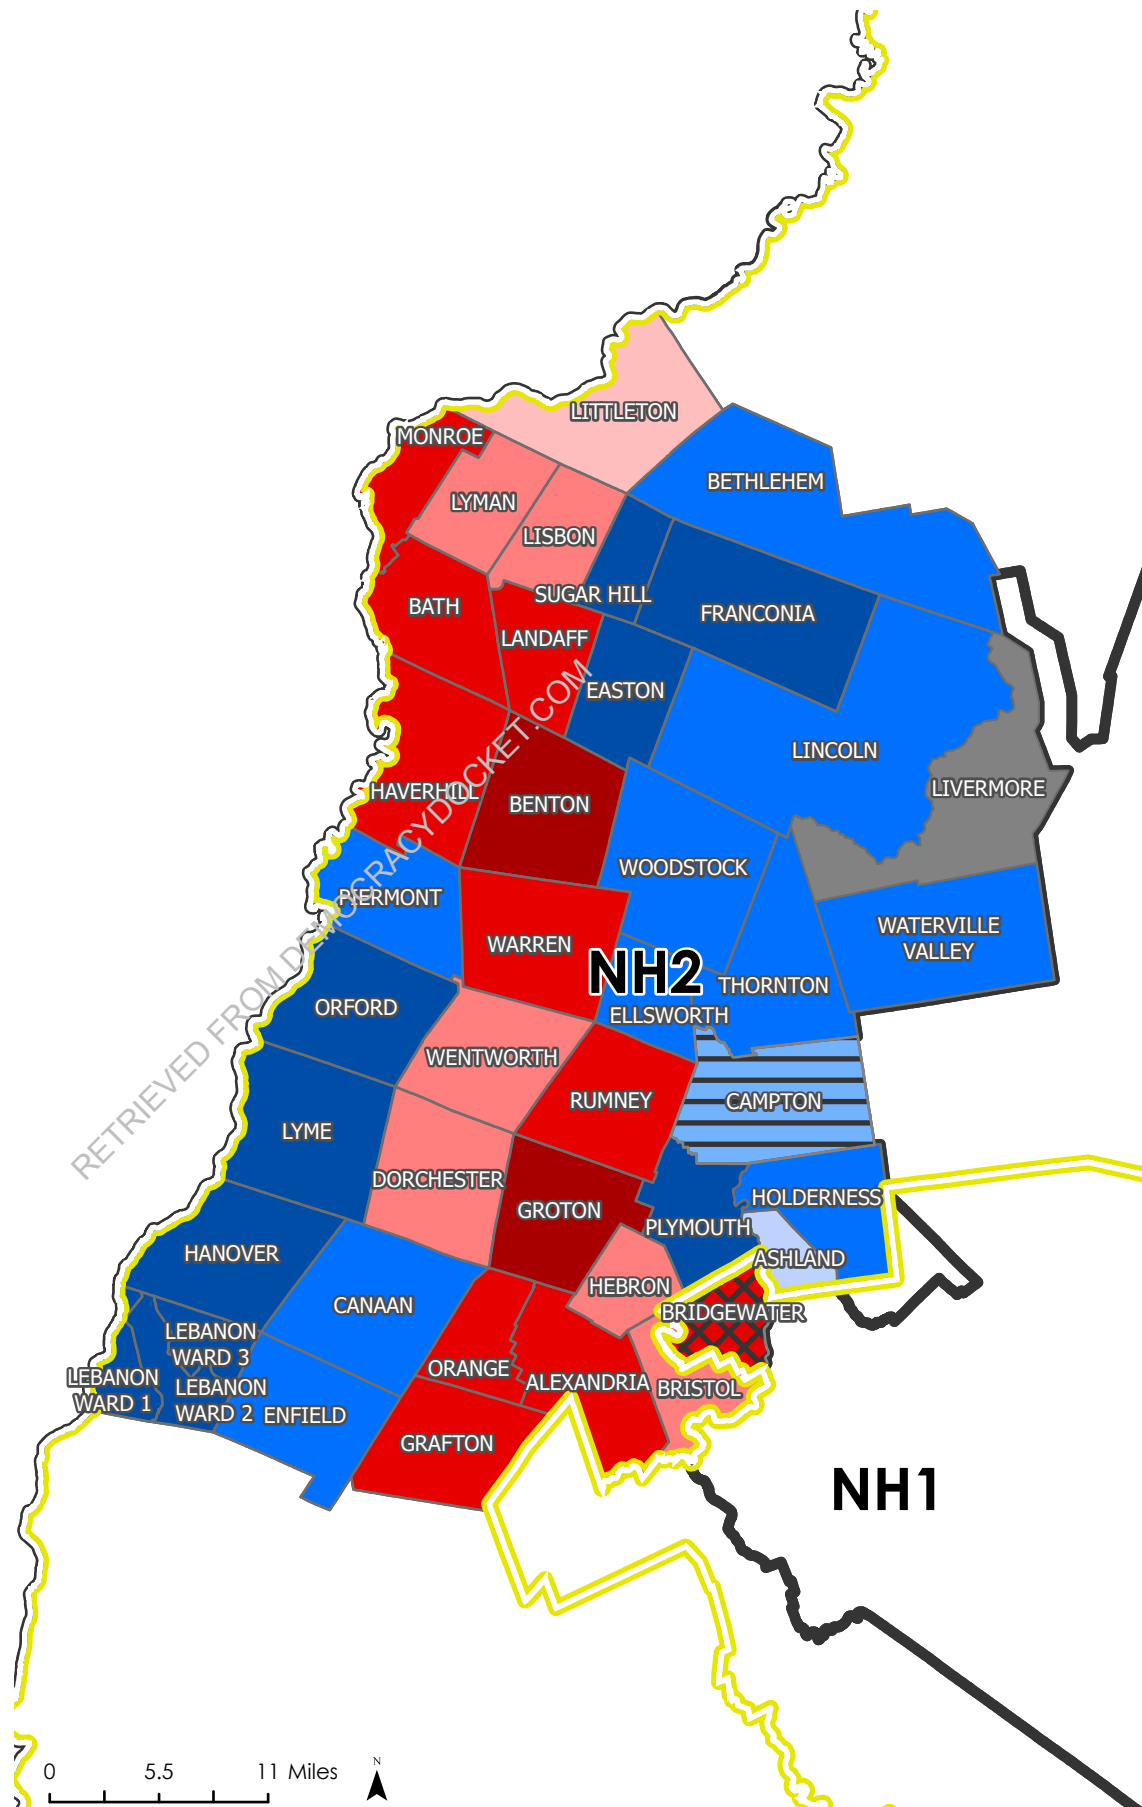 LITTLETON
MONROE
BETHLEHEM
LYMAN
LISBON
SUGAR HILL
BATH
FRANCONIA
LANDAFF
EASTON
LINCOLN
LIVERMORE
HAVERHILL
BENTON
WOODSTOCK
PIERMONT
WATERVILLE
VALLEY
WARREN
NH2
THORNTON
ORFORD
ELLSWORTH
WENTWORTH
RUMNEY
CAMPTON
LYME
DORCHESTER
HOLDERNESS
GROTON
PLYMOUTH
HANOVER
ASHLAND
HEBRON
CANAAN
BRIDGEWATER
LEBANON
WARD 3
ORANGE
LEBANON
WARD 1
ALEXANDRIA
BRISTOL
LEBANON
WARD 2
ENFIELD
GRAFTON
NH1
RETRIEVED FROM DEMOCRACYDOCKET.COM
N
0 5.5 11 Miles